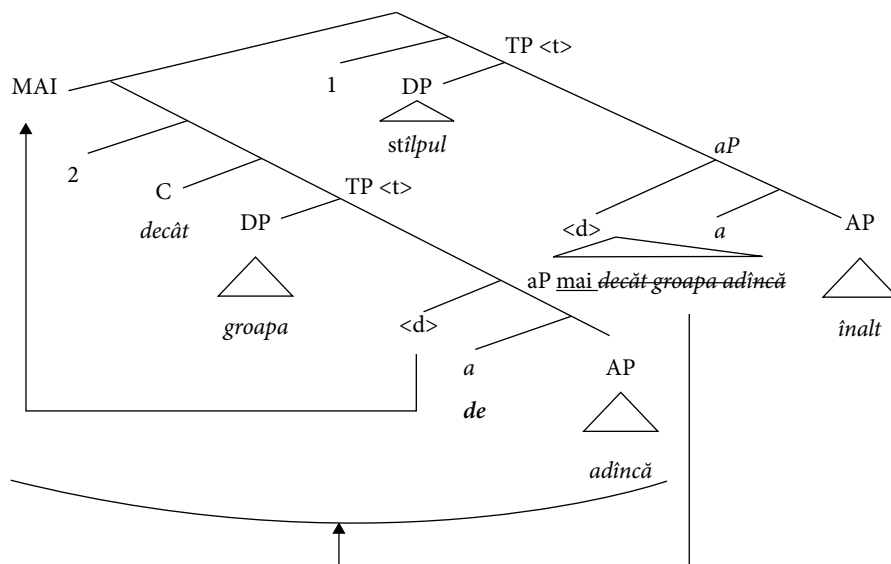 TP <t>
MAI
1
DP
stîlpul
aP
2
C
TP <t>
decât
DP
<d>
a
AP
aP mai decăt groapa adîncă
groapa
<d>
înalt
a
AP
de
adîncă